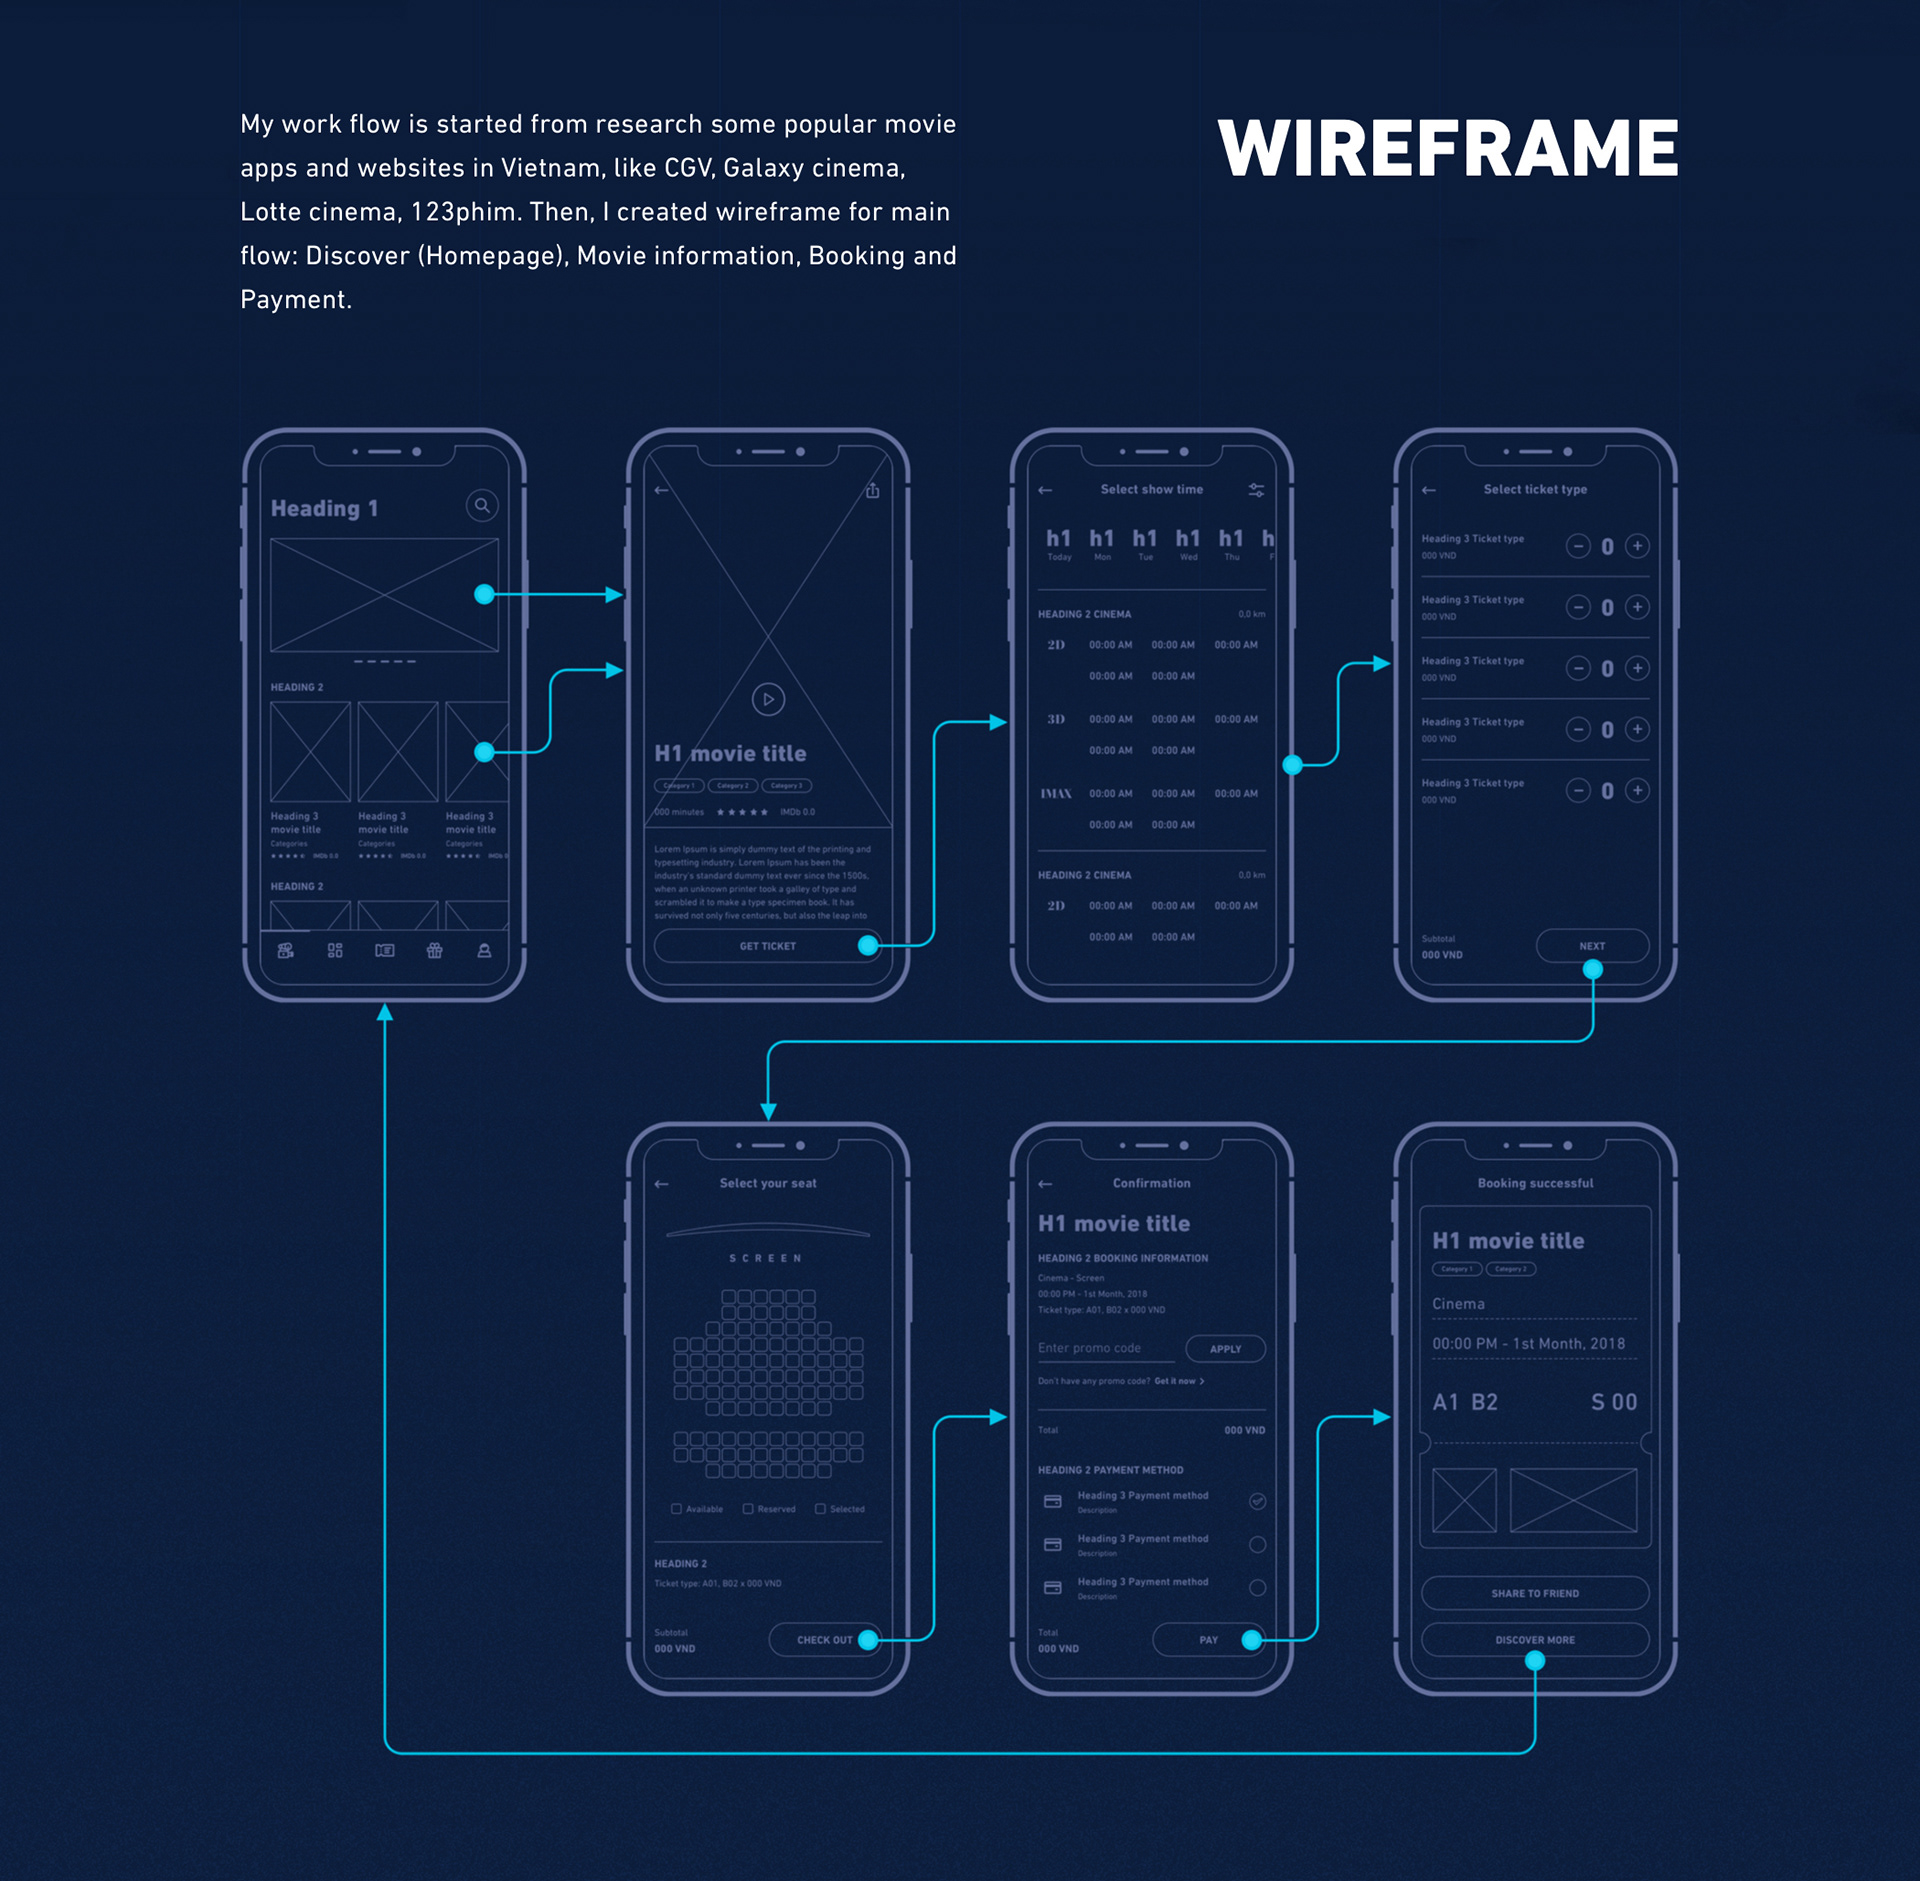 My work flow is started from research some popular movie
apps and websites in Vietnam, like CGV, Galaxy cinema,
Lotte cinema, 123phim. Then, I created wireframe for main
flow: Discover (Homepage), Movie information, Booking and
Payment.
WIREFRAME
Heading 1
HEADING 2
Heading 3 Heading 3 Heading 3
movie title movie title movie title
Categories Categories Categories
IMDb 0.0 IMDb 0.0 IMDb 0
HEADING 2
H1 movie title
Category 1 Category 2 Category 3
000 minutes IMDb 0.0
Lorem Ipsum is simply dummy text of the printing and
typesetting industry. Lorem Ipsum has been the
industry's standard dummy text ever since the 1500s,
when an unknown printer took a galley of type and
scrambled it to make a type specimen book. It has
survived not only five centuries, but also the leap into
GET TICKET
Select show time
h1 h1 h1 h1 h1 h
Today Mon Tue Wed Thu F
HEADING 2 CINEMA 0,0 km
2D 00:00 AM 00:00 AM 00:00 AM
00:00 AM 00:00 AM
3D 00:00 AM 00:00 AM 00:00 AM
00:00 AM 00:00 AM
IMAX 00:00 AM 00:00 AM 00:00 AM
00:00 AM 00:00 AM
HEADING 2 CINEMA 0,0 km
2D 00:00 AM 00:00 AM 00:00 AM
00:00 AM 00:00 AM
Select ticket type
Heading 3 Ticket type
000 VND
0
Heading 3 Ticket type
000 VND
0
Heading 3 Ticket type
000 VND
0
Heading 3 Ticket type
000 VND
0
Heading 3 Ticket type
000 VND
0
Subtotal
000 VND
NEXT
Select your seat
SCREEN
Available Reserved Selected
HEADING 2
Ticket type: A01, B02 x 000 VND
Subtotal
000 VND
CHECK OUT
Confirmation
H1 movie title
HEADING 2 BOOKING INFORMATION
Cinema - Screen
00:00 PM - 1st Month, 2018
Ticket type: A01, B02 x 000 VND
Enter promo code APPLY
Don't have any promo code? Get it now
Total 000 VND
HEADING 2 PAYMENT METHOD
Heading 3 Payment method
Description
Heading 3 Payment method
Description
Heading 3 Payment method
Description
Total
000 VND
PAY
Booking successful
H1 movie title
Category 1 Category 2
Cinema
00:00 PM - 1st Month, 2018
A1 B2 S 00
SHARE TO FRIEND
DISCOVER MORE